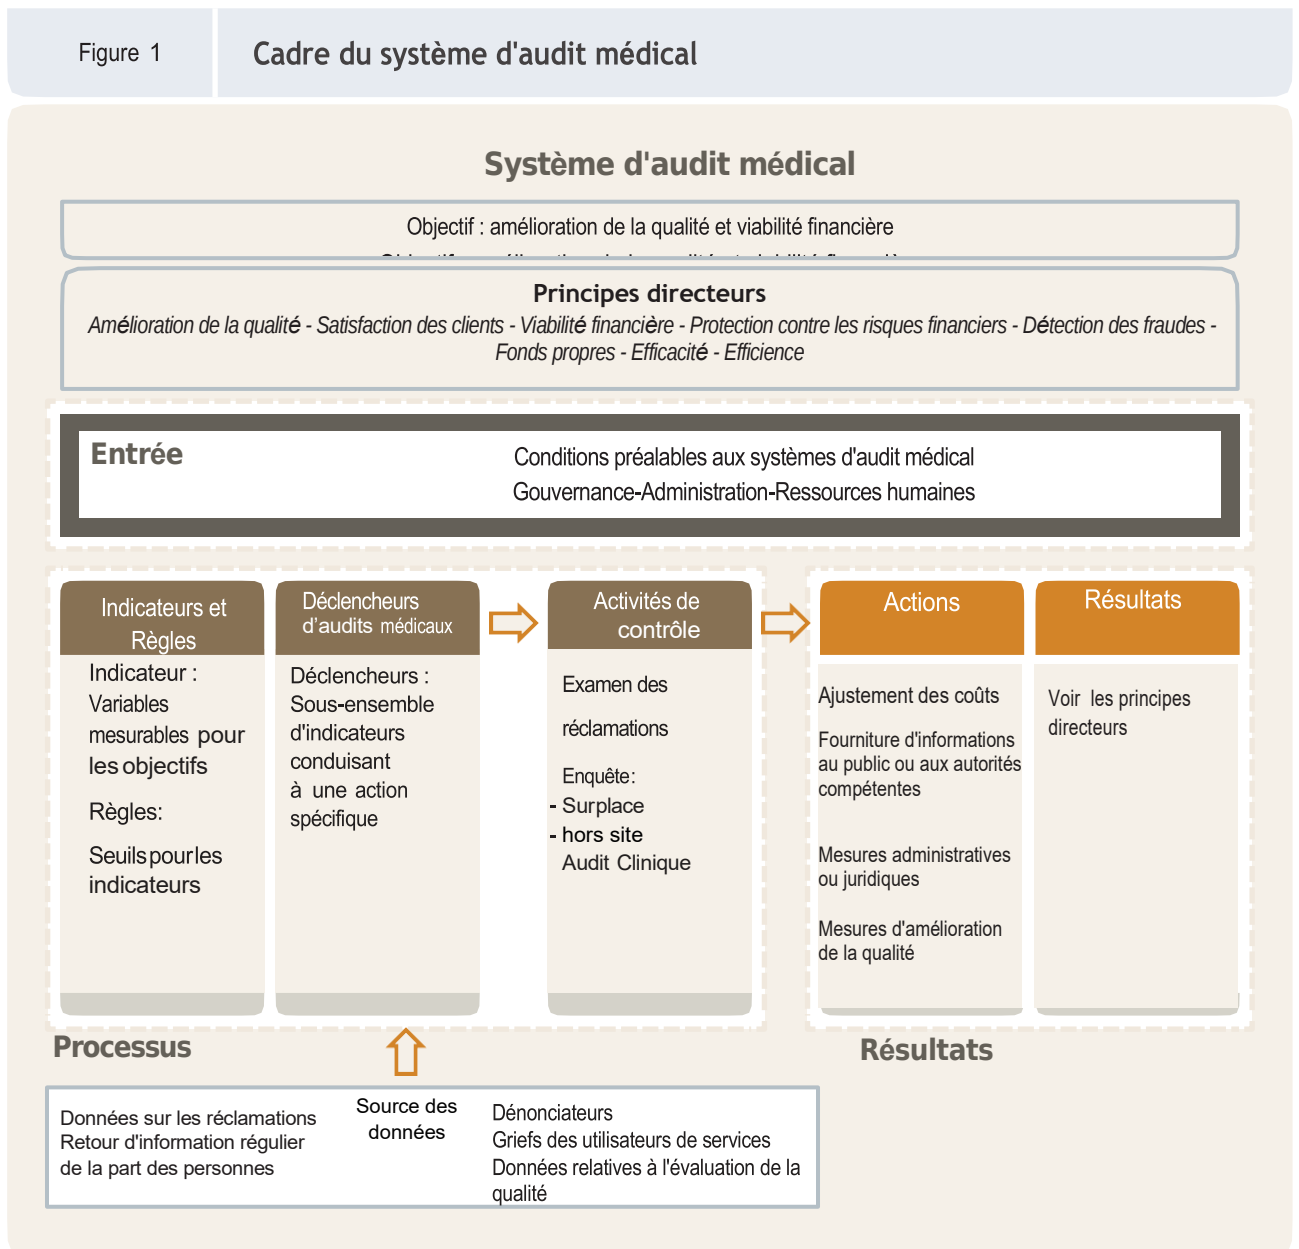 Figure 1
Cadre du système d'audit médical
Système d'audit médical
Objectif : amélioration de la qualité et viabilité financière
Principes directeurs
Amélioration de la qualité - Satisfaction des clients - Viabilité financière - Protection contre les risques financiers - Détection des fraudes -
Fonds propres - Efficacité - Efficience
Entrée
Conditions préalables aux systèmes d'audit médical
Gouvernance-Administration-Ressources humaines
Indicateurs et
Règles
Indicateur :
Variables
mesurables pour
les objectifs
Règles:
Seuils pour les
indicateurs
Déclencheurs
d'audits médicaux
Déclencheurs :
Sous-ensemble
d'indicateurs
conduisant
à une action
spécifique
Activités de
contrôle
Examen des
réclamations
Enquête:
- Surplace
- hors site
Audit Clinique
Actions
Ajustement des coûts
Fourniture d'informations
au public ou aux autorités
compétentes
Mesures administratives
ou juridiques
Mesures d'amélioration
de la qualité
Résultats
Voir les principes
directeurs
Processus
Résultats
Données sur les réclamations
Retour d'information régulier
de la part des personnes
Source des
données
Dénonciateurs
Griefs des utilisateurs de services
Données relatives à l'évaluation de la
qualité